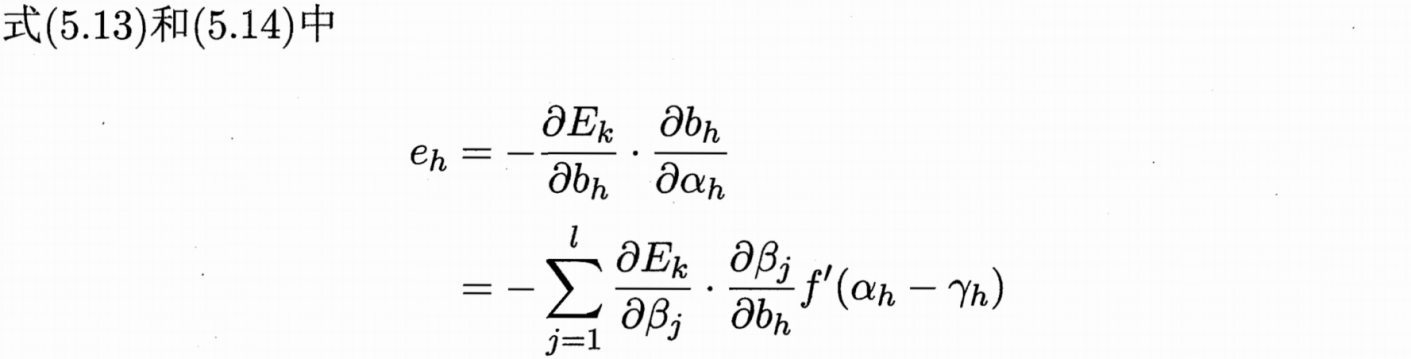 式(5.13)和(5.14)中
e_h = -\frac{\partial E_k}{\partial b_h} \cdot \frac{\partial b_h}{\partial \alpha_h}
= -\sum_{j=1}^{l} \frac{\partial E_k}{\partial \beta_j} \cdot \frac{\partial \beta_j}{\partial b_h} f'(\alpha_h - \gamma_h)